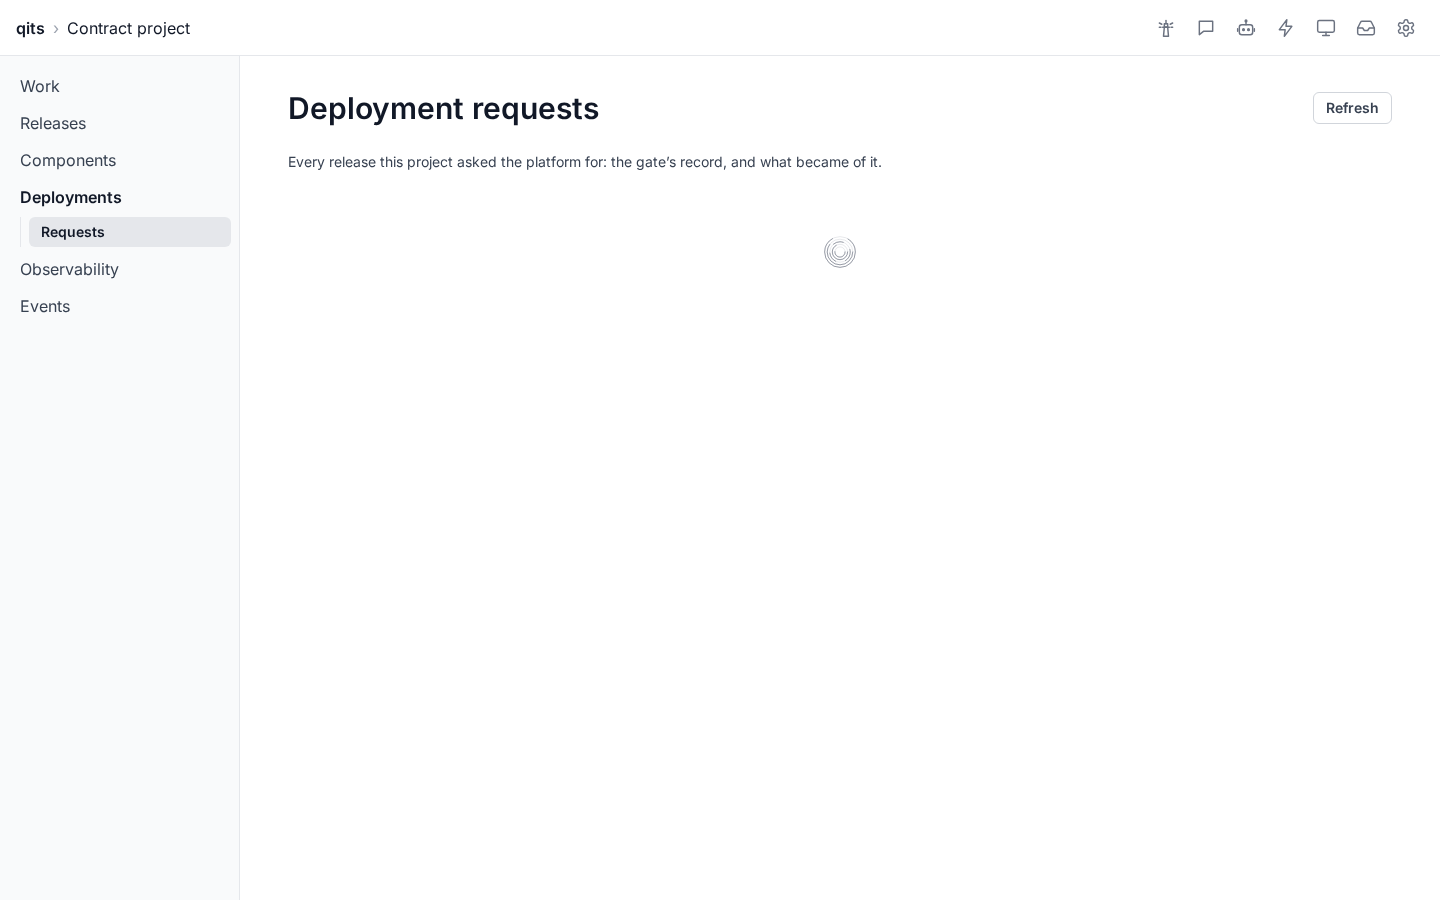 qits › Contract project
Work
Releases
Components
Deployments
Requests
Observability
Events
Deployment requests
Refresh
Every release this project asked the platform for: the gate’s record, and what became of it.